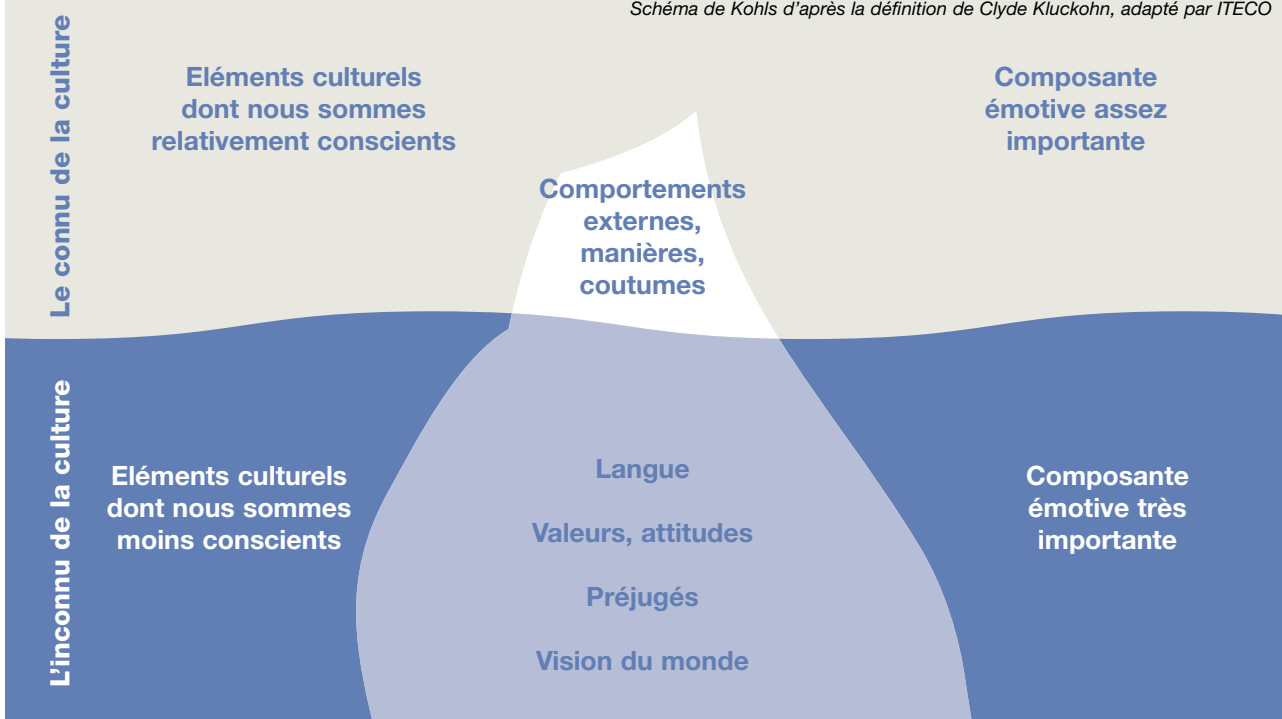 Schéma de Kohls d'après la définition de Clyde Kluckohn, adapté par ITECO
Le connu de la culture
Eléments culturels
dont nous sommes
relativement conscients
Composante
émotive assez
importante
Comportements
externes,
manières,
coutumes
L'inconnu de la culture
Eléments culturels
dont nous sommes
moins conscients
Langue
Valeurs, attitudes
Préjugés
Vision du monde
Composante
émotive très
importante